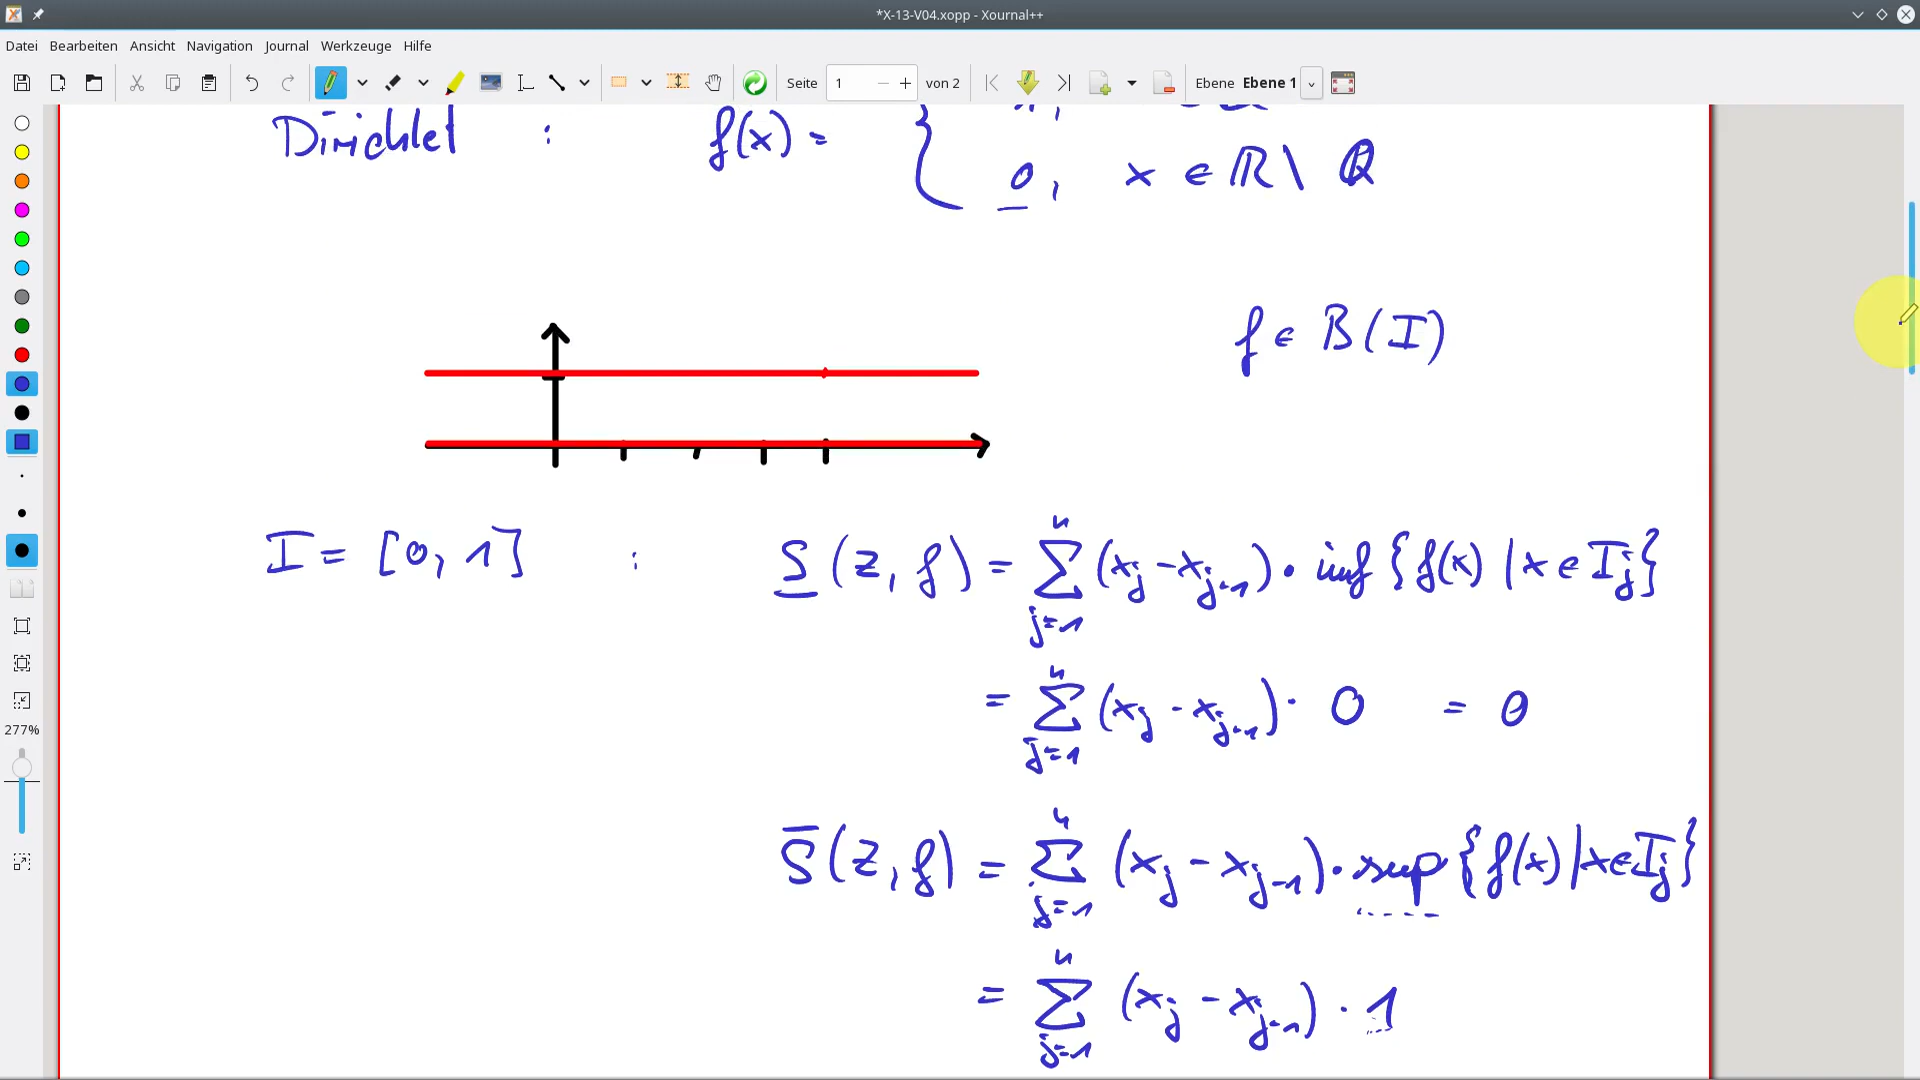 *X-13-V04.xopp - Xournal++
Datei Bearbeiten Ansicht Navigation Journal Werkzeuge Hilfe
Seite 1 von 2 Ebene Ebene 1
Dirichlet : f(x) = {
0, x ∈ ℝ \ ℚ
f ∈ B(I)
I = [0, 1] : S̲(Z, f) = ∑_{j=1}^{n} (x_j - x_{j-1}) · inf {f(x) | x ∈ I_j}
= ∑_{j=1}^{n} (x_j - x_{j-1}) · 0 = 0
S̅(Z, f) = ∑_{j=1}^{n} (x_j - x_{j-1}) · sup {f(x) | x ∈ I_j}
= ∑_{j=1}^{n} (x_j - x_{j-1}) · 1
277%